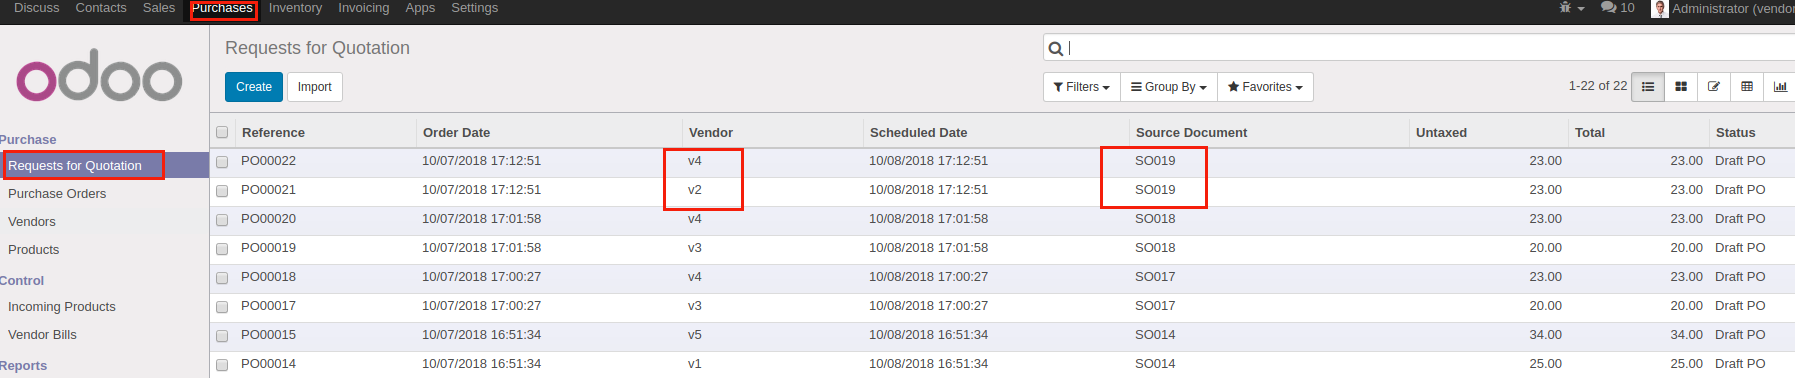 Discuss Contacts Sales Purchases Inventory Invoicing Apps Settings 10 Administrator (vendor
odoo
Requests for Quotation
Create Import Filters Group By Favorites 1-22 of 22
Purchase
Requests for Quotation
Purchase Orders
Vendors
Products
Control
Incoming Products
Vendor Bills
Reports
Reference Order Date Vendor Scheduled Date Source Document Untaxed Total Status
PO00022 10/07/2018 17:12:51 v4 10/08/2018 17:12:51 SO019 23.00 23.00 Draft PO
PO00021 10/07/2018 17:12:51 v2 10/08/2018 17:12:51 SO019 23.00 23.00 Draft PO
PO00020 10/07/2018 17:01:58 v4 10/08/2018 17:01:58 SO018 23.00 23.00 Draft PO
PO00019 10/07/2018 17:01:58 v3 10/08/2018 17:01:58 SO018 20.00 20.00 Draft PO
PO00018 10/07/2018 17:00:27 v4 10/08/2018 17:00:27 SO017 23.00 23.00 Draft PO
PO00017 10/07/2018 17:00:27 v3 10/08/2018 17:00:27 SO017 20.00 20.00 Draft PO
PO00015 10/07/2018 16:51:34 v5 10/08/2018 16:51:34 SO014 34.00 34.00 Draft PO
PO00014 10/07/2018 16:51:34 v1 10/08/2018 16:51:34 SO014 25.00 25.00 Draft PO